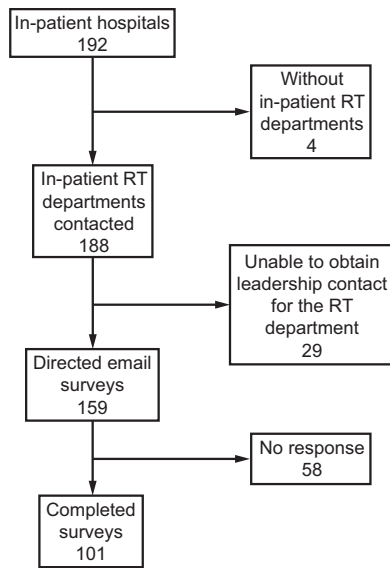 In-patient hospitals
192
Without
in-patient RT
departments
4
In-patient RT
departments
contacted
188
Unable to obtain
leadership contact
for the RT
department
29
Directed email
surveys
159
No response
58
Completed
surveys
101